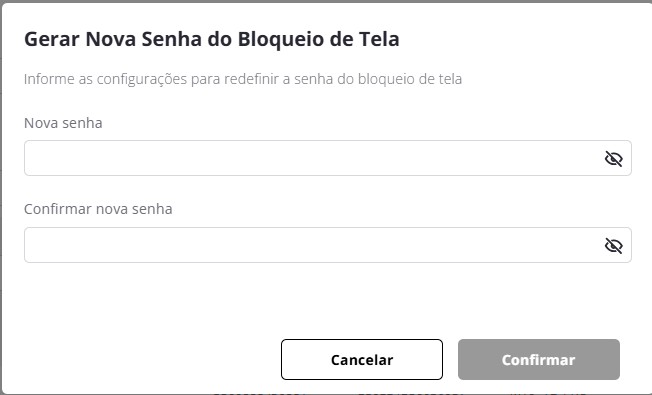 Gerar Nova Senha do Bloqueio de Tela
Informe as configurações para redefinir a senha do bloqueio de tela
Nova senha
Confirmar nova senha
Cancelar
Confirmar